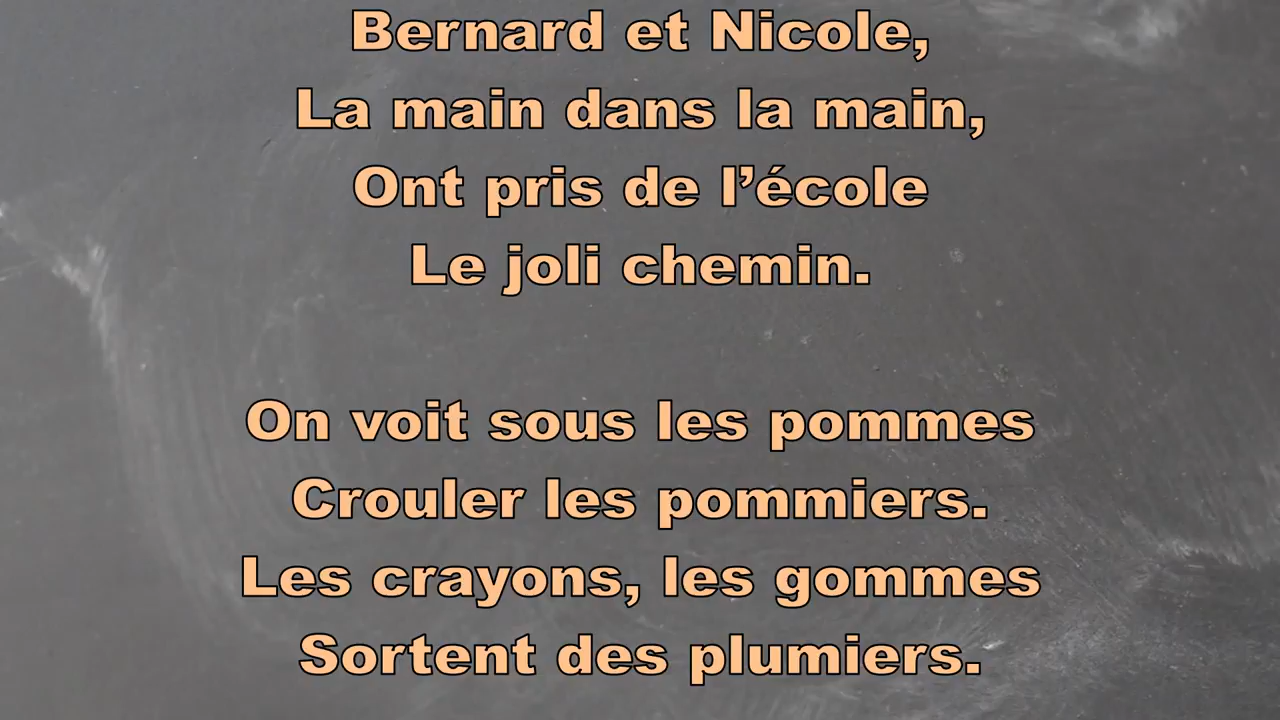 Bernard et Nicole,
La main dans la main,
Ont pris de l’école
Le joli chemin.
On voit sous les pommes
Crouler les pommiers.
Les crayons, les gommes
Sortent des plumiers.